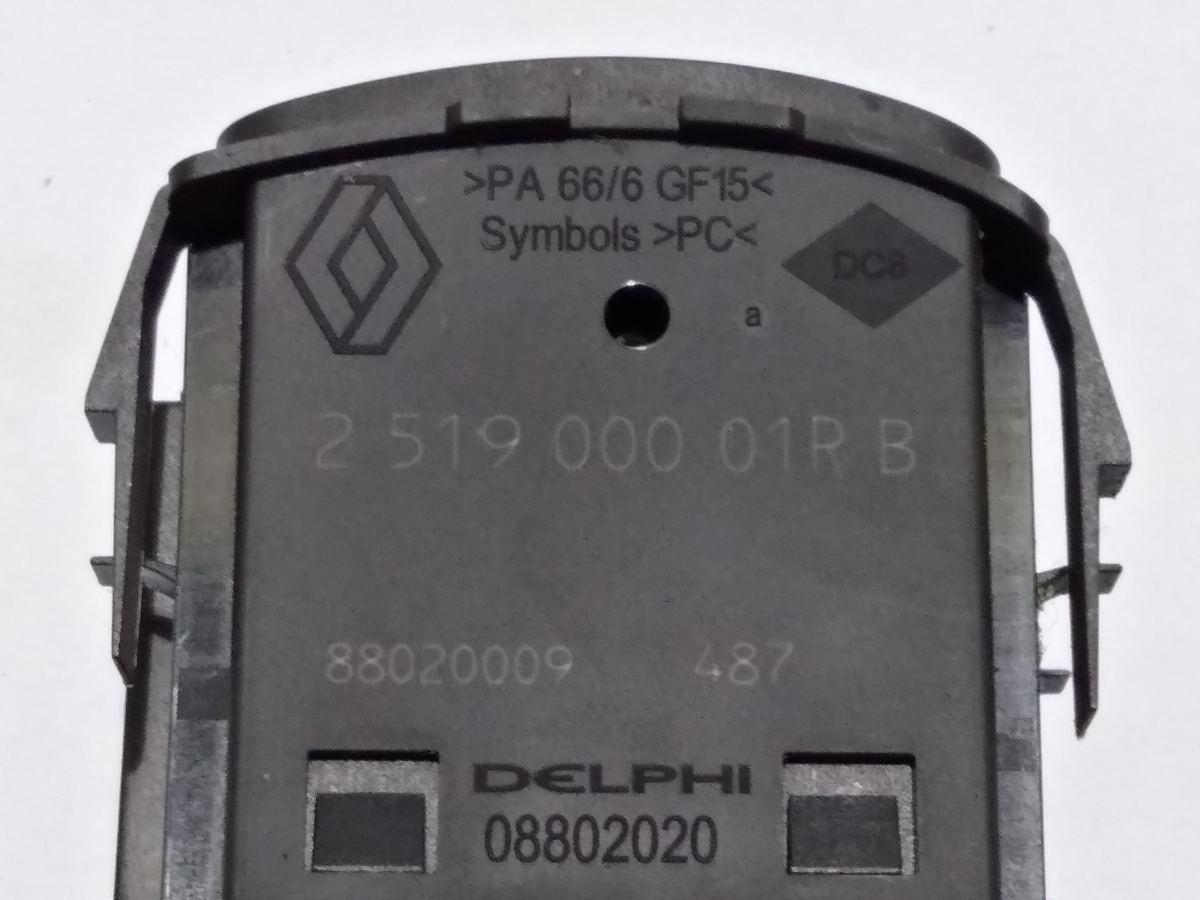 >PA 66/6 GF15<
Symbols >PC<
DC8
a
2 519 000 01R B
88020009 487
DELPHI
08802020